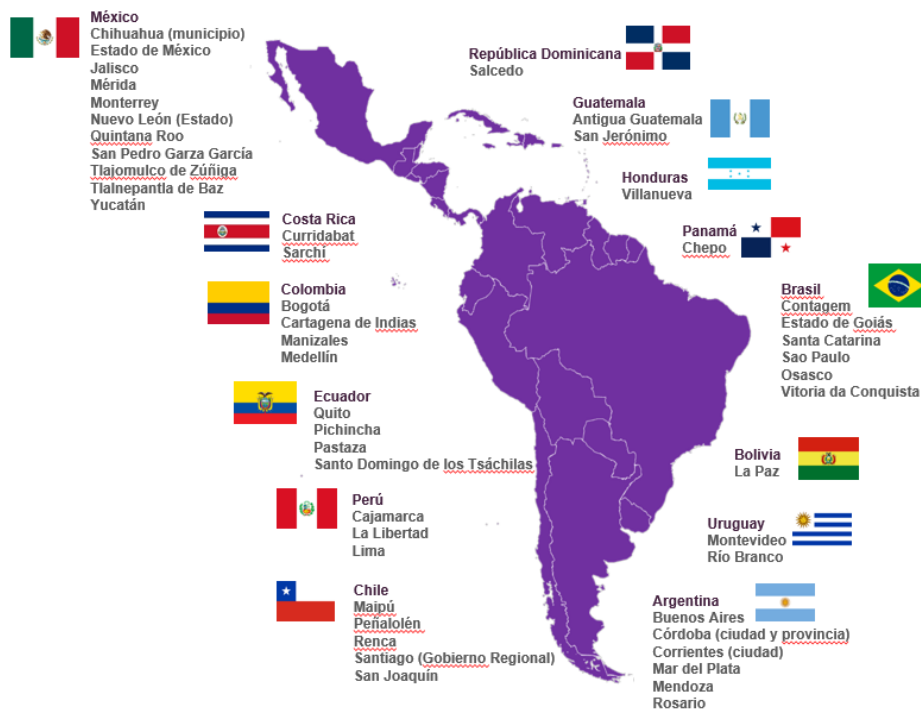 México
Chihuahua (municipio)
Estado de México
Jalisco
Mérida
Monterrey
Nuevo León (Estado)
Quintana Roo
San Pedro Garza García
Tlajomulco de Zúñiga
Tlalnepantla de Baz
Yucatán
República Dominicana
Salcedo
Guatemala
Antigua Guatemala
San Jerónimo
Honduras
Villanueva
Costa Rica
Curridabat
Sarchí
Panamá
Chepo
Colombia
Bogotá
Cartagena de Indias
Manizales
Medellín
Brasil
Contagem
Estado de Goiás
Santa Catarina
Sao Paulo
Osasco
Vitoria da Conquista
Ecuador
Quito
Pichincha
Pastaza
Santo Domingo de los Tsáchilas
Bolivia
La Paz
Perú
Cajamarca
La Libertad
Lima
Uruguay
Montevideo
Río Branco
Chile
Maipú
Peñalolén
Renca
Santiago (Gobierno Regional)
San Joaquín
Argentina
Buenos Aires
Córdoba (ciudad y provincia)
Corrientes (ciudad)
Mar del Plata
Mendoza
Rosario